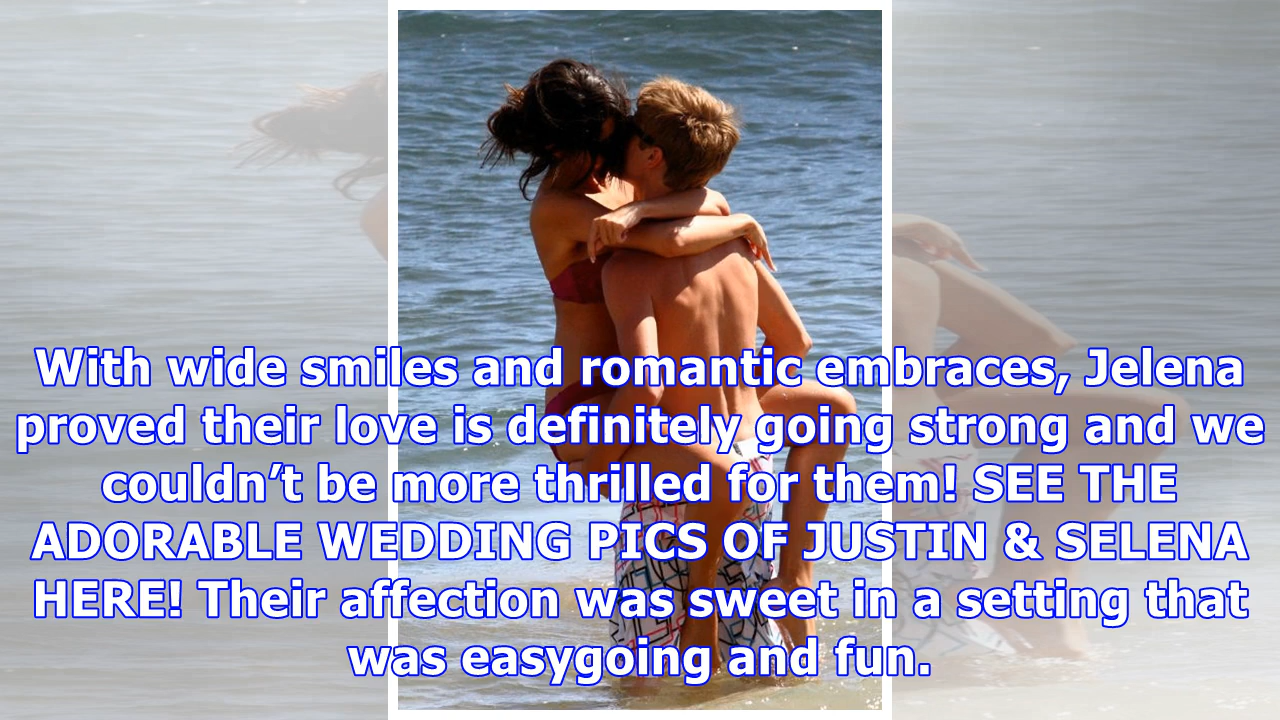 With wide smiles and romantic embraces, Jelena
proved their love is definitely going strong and we
couldn’t be more thrilled for them! SEE THE
ADORABLE WEDDING PICS OF JUSTIN & SELENA
HERE! Their affection was sweet in a setting that
was easygoing and fun.